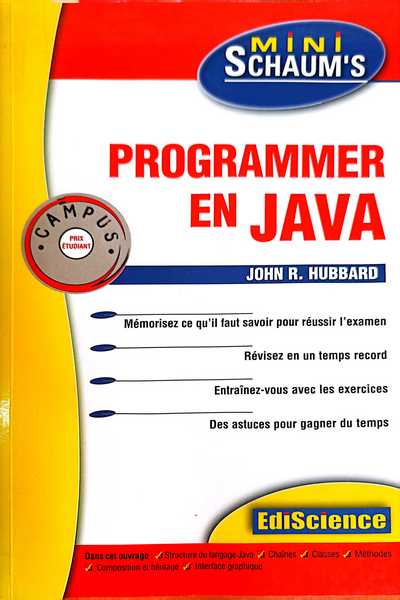 MINI
SCHAUM'S
PROGRAMMER
EN JAVA
CAMPUS
PRIX
ÉTUDIANT
JOHN R. HUBBARD
Mémorisez ce qu'il faut savoir pour réussir l'examen
Révisez en un temps record
Entraînez-vous avec les exercices
Des astuces pour gagner du temps
EdiScience
Dans cet ouvrage : ✓ Structure du langage Java ✓ Chaînes ✓ Classes ✓ Méthodes
✓ Composition et héritage ✓ Interface graphique